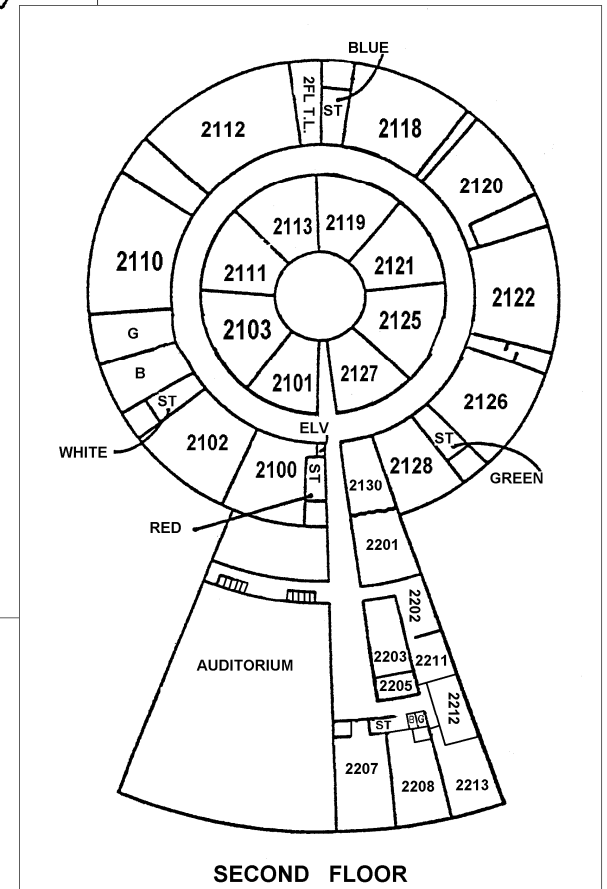 BLUE
2FL T.L.
ST
2112
2118
2120
2113
2119
2110
2111
2121
2122
2103
2125
G
B
2101
2127
ST
2126
WHITE
2102
ELV
ST
2100
ST
2130
2128
GREEN
RED
2201
2202
AUDITORIUM
2203
2211
2205
2212
ST
B
G
2207
2208
2213
SECOND FLOOR